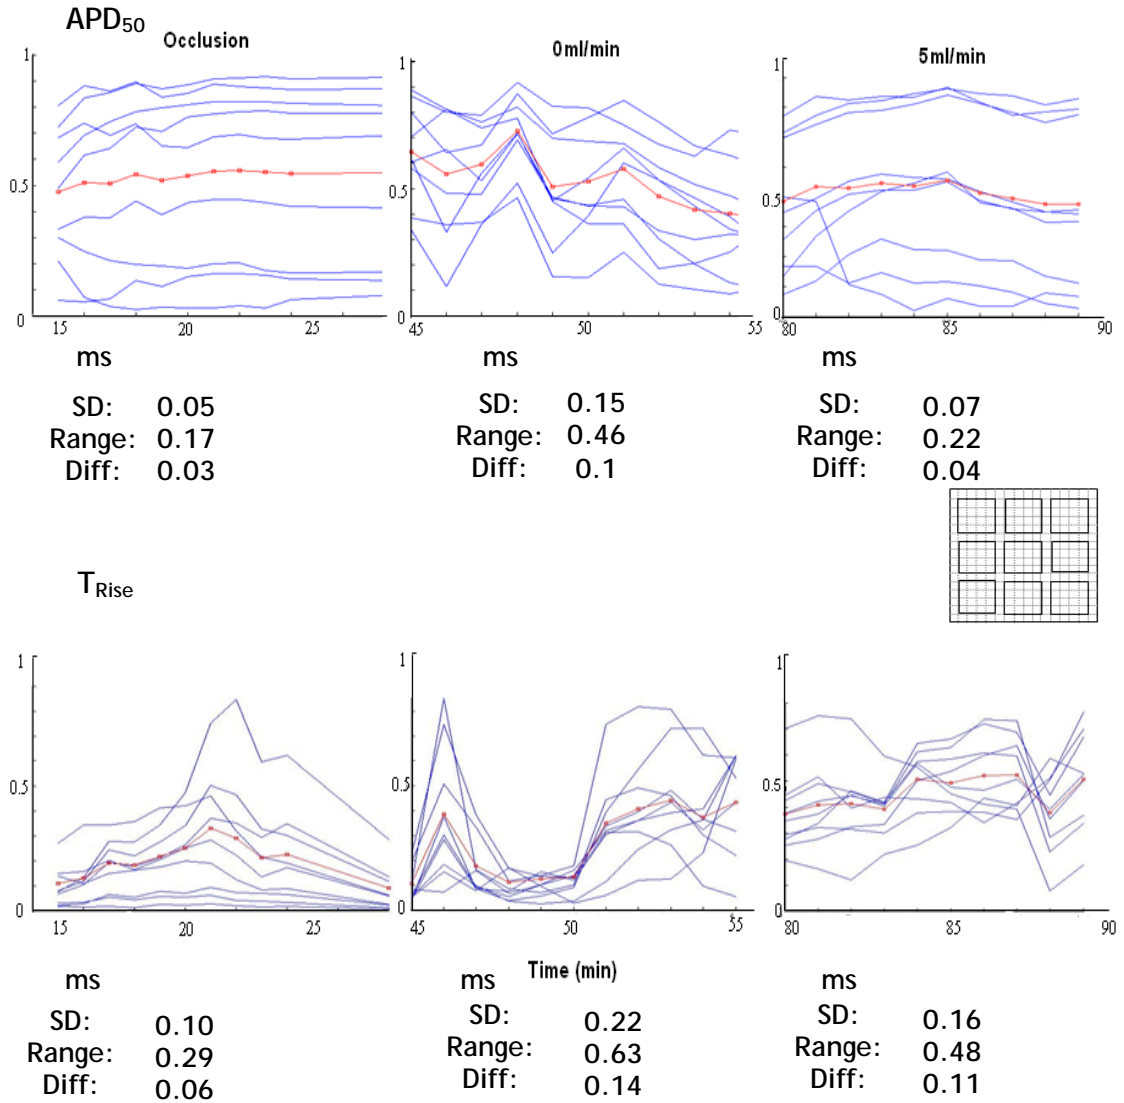 APD50
Occlusion
0ml/min
5ml/min
1
0.5
0
15 20 25
1
0.5
0
45 50 55
1
0.5
0
80 85 90
ms ms ms
SD: 0.05
Range: 0.17
Diff: 0.03
SD: 0.15
Range: 0.46
Diff: 0.1
SD: 0.07
Range: 0.22
Diff: 0.04
TRise
1
0.5
0
15 20 25
1
0.5
0
45 50 55
1
0.5
0
80 85 90
Time (min)
ms ms ms
SD: 0.10
Range: 0.29
Diff: 0.06
SD: 0.22
Range: 0.63
Diff: 0.14
SD: 0.16
Range: 0.48
Diff: 0.11